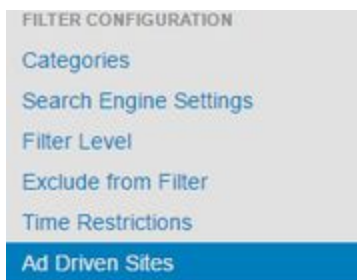 FILTER CONFIGURATION
Categories
Search Engine Settings
Filter Level
Exclude from Filter
Time Restrictions
Ad Driven Sites